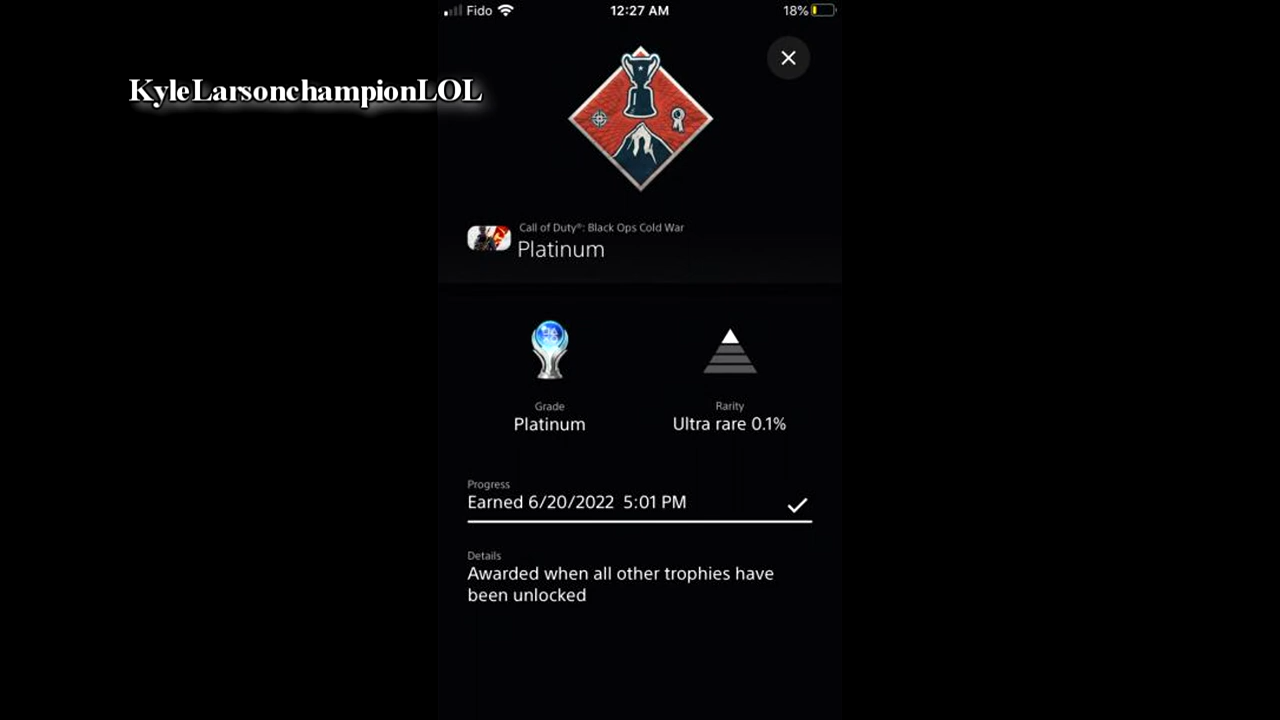 Fido 12:27 AM 18%
KyleLarsonchampionLOL
Call of Duty®: Black Ops Cold War
Platinum
Grade
Platinum
Rarity
Ultra rare 0.1%
Progress
Earned 6/20/2022 5:01 PM
Details
Awarded when all other trophies have
been unlocked